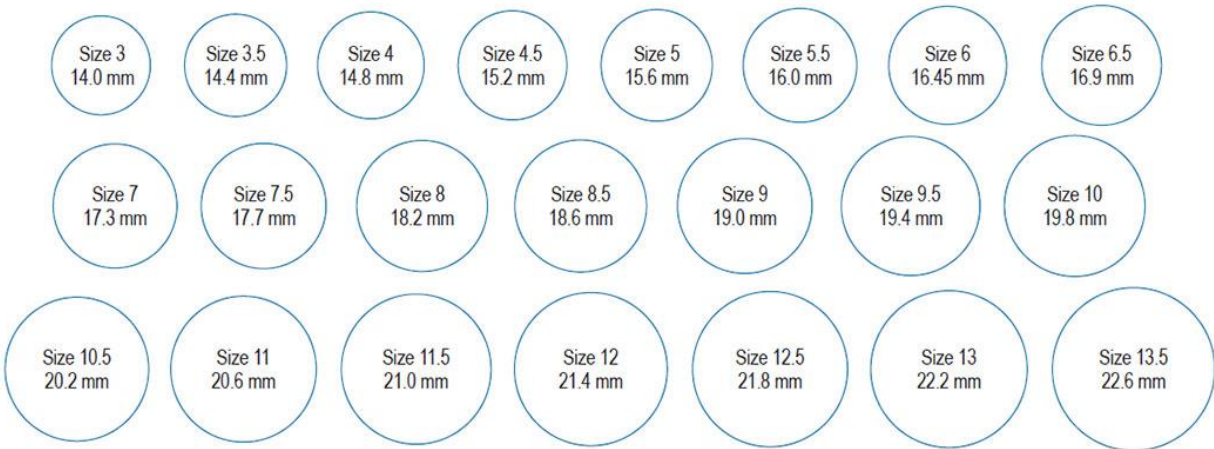 Size 3
14.0 mm
Size 3.5
14.4 mm
Size 4
14.8 mm
Size 4.5
15.2 mm
Size 5
15.6 mm
Size 5.5
16.0 mm
Size 6
16.45 mm
Size 6.5
16.9 mm
Size 7
17.3 mm
Size 7.5
17.7 mm
Size 8
18.2 mm
Size 8.5
18.6 mm
Size 9
19.0 mm
Size 9.5
19.4 mm
Size 10
19.8 mm
Size 10.5
20.2 mm
Size 11
20.6 mm
Size 11.5
21.0 mm
Size 12
21.4 mm
Size 12.5
21.8 mm
Size 13
22.2 mm
Size 13.5
22.6 mm